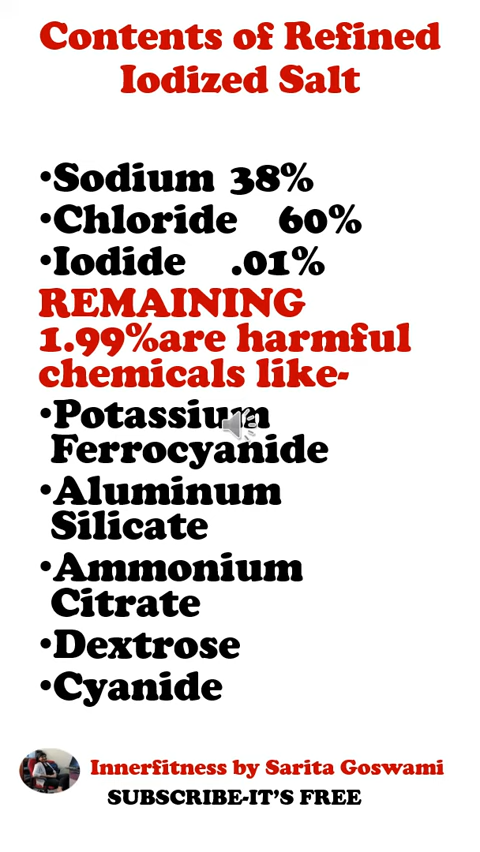 Contents of Refined
Iodized Salt
•Sodium 38%
•Chloride 60%
•Iodide .01%
REMAINING
1.99%are harmful
chemicals like-
•Potassium
Ferrocyanide
•Aluminum
Silicate
•Ammonium
Citrate
•Dextrose
•Cyanide
Innerfitness by Sarita Goswami
SUBSCRIBE-IT'S FREE